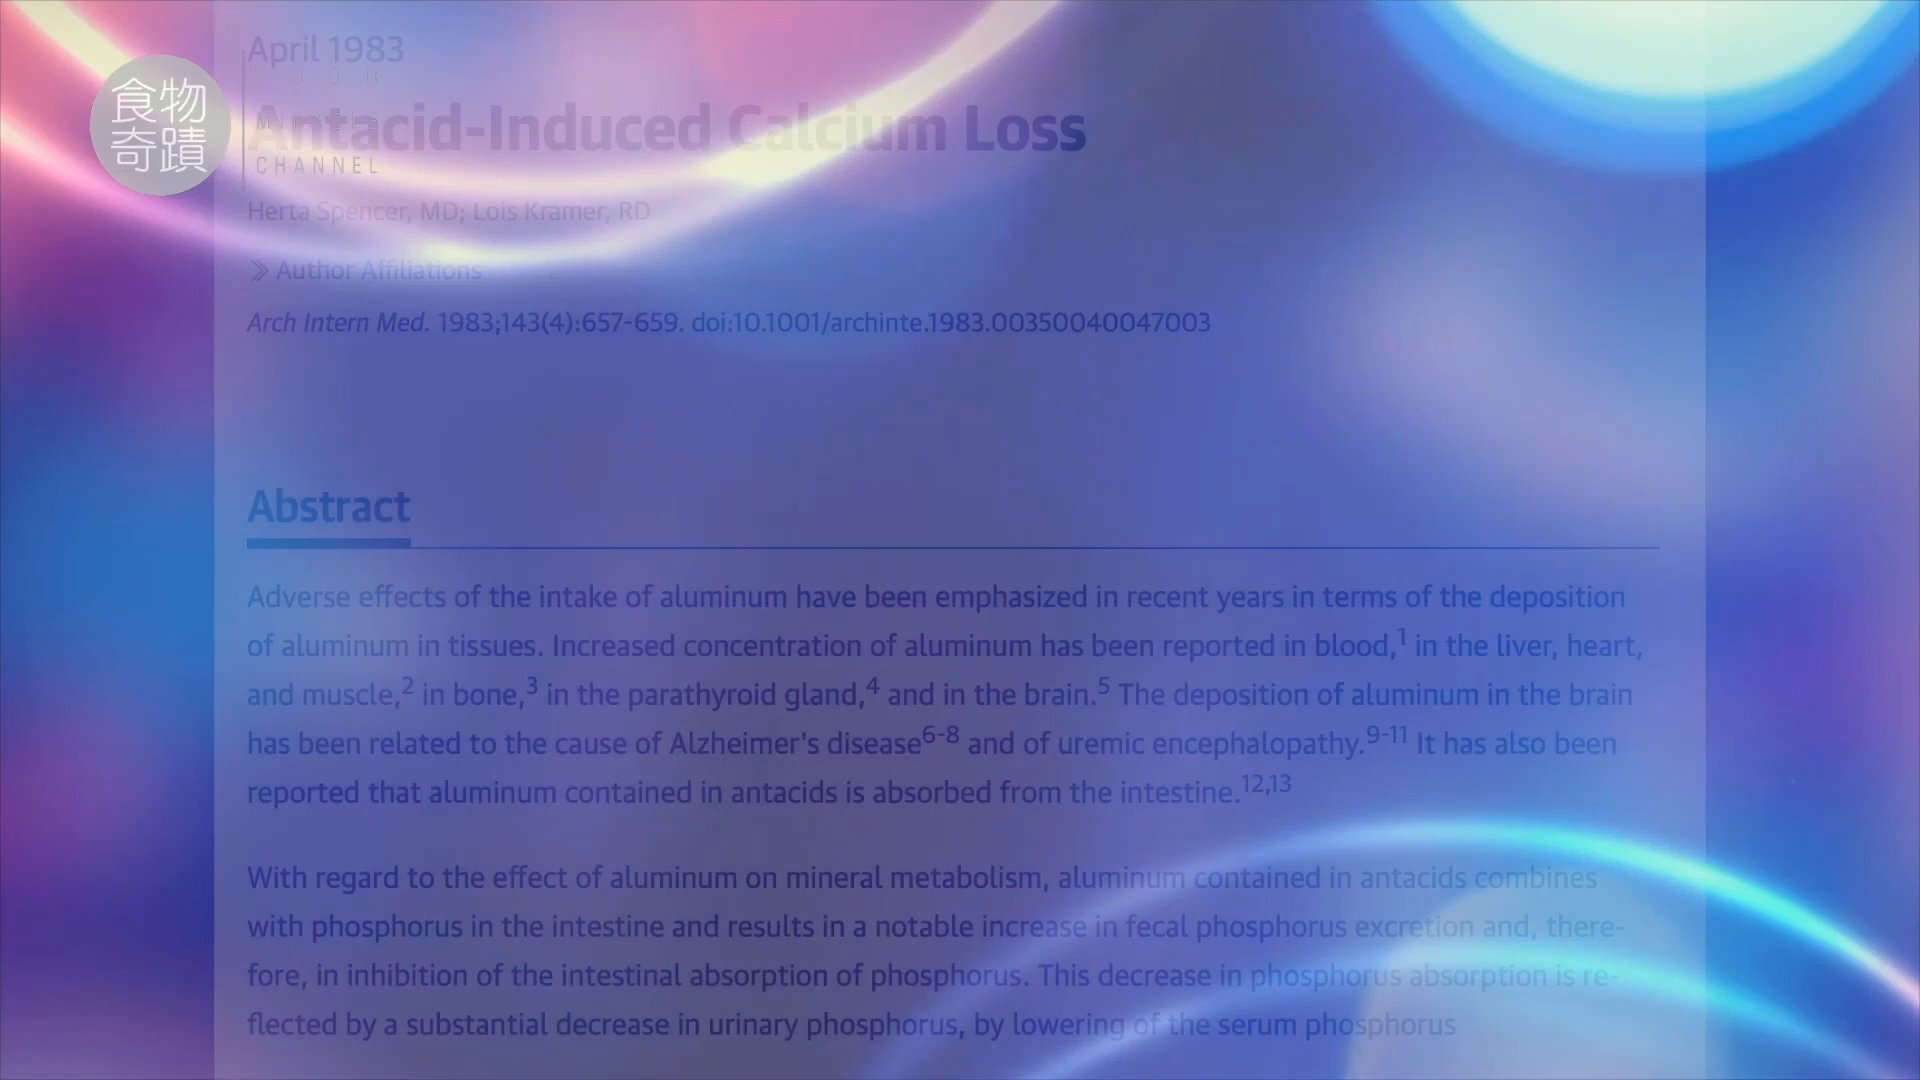 April 1983
食物
奇蹟
FOOD
MIRACLE
CHANNEL
Antacid-Induced Calcium Loss
Herta Spencer, MD; Lois Kramer, RD
Author Affiliations
Arch Intern Med. 1983;143(4):657-659. doi:10.1001/archinte.1983.00350040047003
Abstract
Adverse effects of the intake of aluminum have been emphasized in recent years in terms of the deposition
of aluminum in tissues. Increased concentration of aluminum has been reported in blood,1 in the liver, heart,
and muscle,2 in bone,3 in the parathyroid gland,4 and in the brain.5 The deposition of aluminum in the brain
has been related to the cause of Alzheimer's disease6-8 and of uremic encephalopathy.9-11 It has also been
reported that aluminum contained in antacids is absorbed from the intestine.12,13
With regard to the effect of aluminum on mineral metabolism, aluminum contained in antacids combines
with phosphorus in the intestine and results in a notable increase in fecal phosphorus excretion and, there-
fore, in inhibition of the intestinal absorption of phosphorus. This decrease in phosphorus absorption is re-
flected by a substantial decrease in urinary phosphorus, by lowering of the serum phosphorus